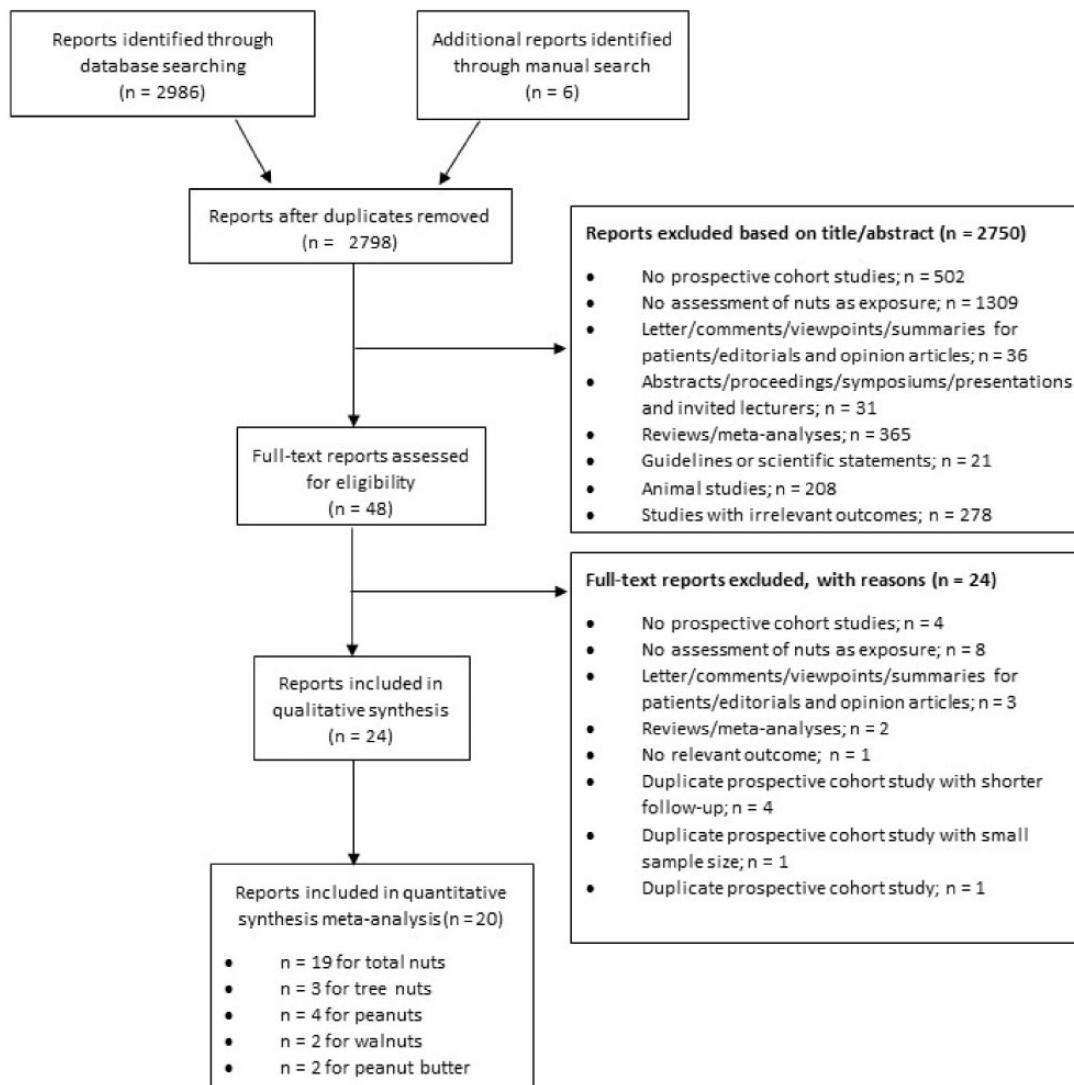 Reports identified through
database searching
(n = 2986)
Additional reports identified
through manual search
(n = 6)
Reports after duplicates removed
(n = 2798)
Reports excluded based on title/abstract (n = 2750)
• No prospective cohort studies; n = 502
• No assessment of nuts as exposure; n = 1309
• Letter/comments/viewpoints/summaries for
patients/editorials and opinion articles; n = 36
• Abstracts/proceedings/symposiums/presentations
and invited lecturers; n = 31
• Reviews/meta-analyses; n = 365
• Guidelines or scientific statements; n = 21
• Animal studies; n = 208
• Studies with irrelevant outcomes; n = 278
Full-text reports assessed
for eligibility
(n = 48)
Full-text reports excluded, with reasons (n = 24)
• No prospective cohort studies; n = 4
• No assessment of nuts as exposure; n = 8
• Letter/comments/viewpoints/summaries for
patients/editorials and opinion articles; n = 3
• Reviews/meta-analyses; n = 2
• No relevant outcome; n = 1
• Duplicate prospective cohort study with shorter
follow-up; n = 4
• Duplicate prospective cohort study with small
sample size; n = 1
• Duplicate prospective cohort study; n = 1
Reports included in
qualitative synthesis
(n = 24)
Reports included in quantitative
synthesis meta-analysis (n = 20)
• n = 19 for total nuts
• n = 3 for tree nuts
• n = 4 for peanuts
• n = 2 for walnuts
• n = 2 for peanut butter